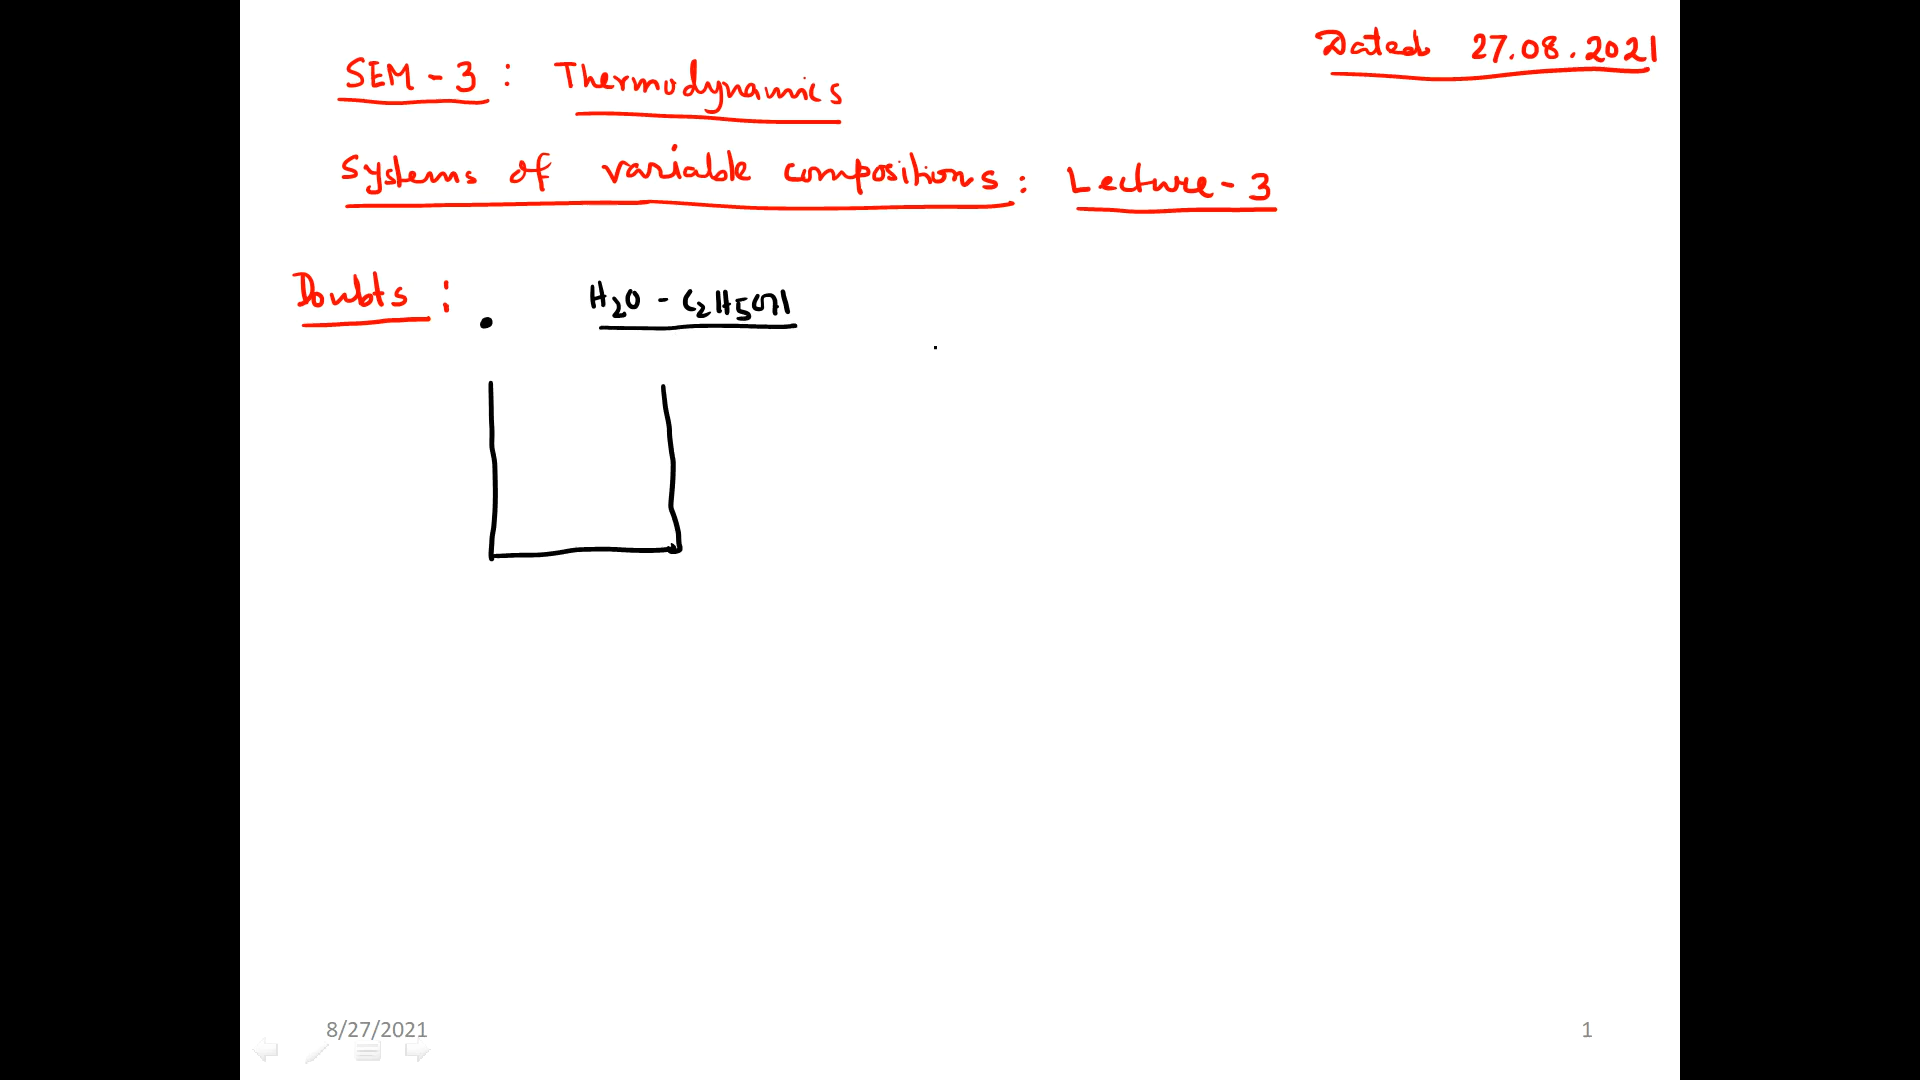 Dated 27.08.2021
SEM - 3 : Thermodynamics
Systems of variable compositions : Lecture - 3
Doubts : • H2O - C2H5OH
8/27/2021
1